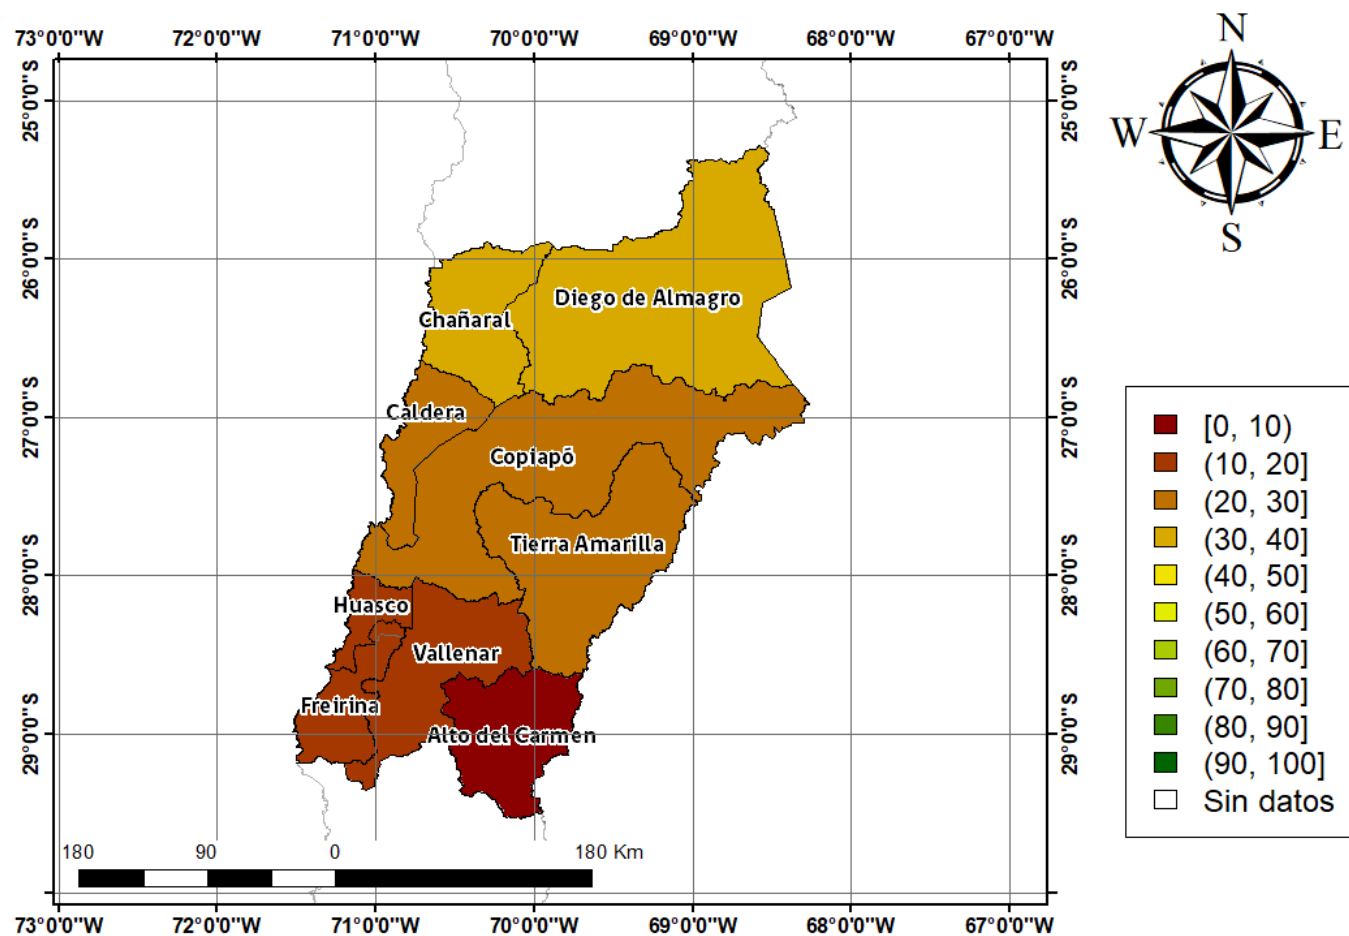 73°0'0"W 72°0'0"W 71°0'0"W 70°0'0"W 69°0'0"W 68°0'0"W 67°0'0"W
N
W E
S
25°0'0"S 25°0'0"S
26°0'0"S 26°0'0"S
27°0'0"S 27°0'0"S
28°0'0"S 28°0'0"S
29°0'0"S 29°0'0"S
Diego de Almagro
Chañaral
Caldera
Copiapó
Tierra Amarilla
Huasco
Vallenar
Freirina
Alto del Carmen
[0, 10)
(10, 20]
(20, 30]
(30, 40]
(40, 50]
(50, 60]
(60, 70]
(70, 80]
(80, 90]
(90, 100]
Sin datos
180 90 0 180 Km
73°0'0"W 72°0'0"W 71°0'0"W 70°0'0"W 69°0'0"W 68°0'0"W 67°0'0"W